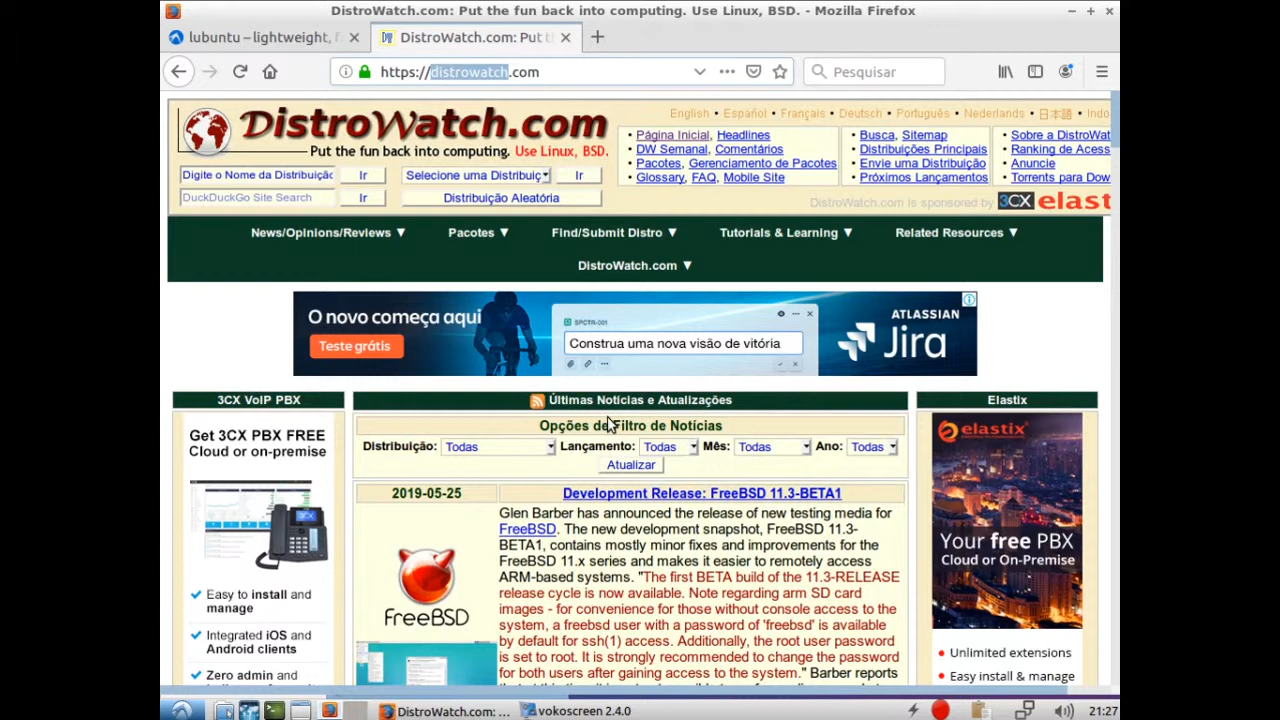 DistroWatch.com: Put the fun back into computing. Use Linux, BSD. - Mozilla Firefox
lubuntu – lightweight, f
DistroWatch.com: Put th
https://distrowatch.com
Pesquisar
DistroWatch.com
Put the fun back into computing. Use Linux, BSD.
English • Español • Français • Deutsch • Português • Nederlands • 日本語 • Indo
• Página Inicial, Headlines
• DW Semanal, Comentários
• Pacotes, Gerenciamento de Pacotes
• Glossary, FAQ, Mobile Site
• Busca, Sitemap
• Distribuições Principais
• Envie uma Distribuição
• Próximos Lançamentos
• Sobre a DistroWat
• Ranking de Acess
• Anuncie
• Torrents para Dow
Digite o Nome da Distribuição Ir Selecione uma Distribuiç Ir
DuckDuckGo Site Search Ir Distribuição Aleatória
DistroWatch.com is sponsored by 3CX elast
News/Opinions/Reviews ▼ Pacotes ▼ Find/Submit Distro ▼ Tutorials & Learning ▼ Related Resources ▼
DistroWatch.com ▼
O novo começa aqui
Teste grátis
SPCTR-001
Construa uma nova visão de vitória
ATLASSIAN
Jira
3CX VoIP PBX
Get 3CX PBX FREE
Cloud or on-premise
Easy to install and
manage
Integrated iOS and
Android clients
Zero admin and
Últimas Noticias e Atualizações
Opções de Filtro de Notícias
Distribuição: Todas Lançamento: Todas Mês: Todas Ano: Todas
Atualizar
2019-05-25
Development Release: FreeBSD 11.3-BETA1
FreeBSD
Glen Barber has announced the release of new testing media for
FreeBSD. The new development snapshot, FreeBSD 11.3-
BETA1, contains mostly minor fixes and improvements for the
FreeBSD 11.x series and makes it easier to remotely access
ARM-based systems. "The first BETA build of the 11.3-RELEASE
release cycle is now available. Note regarding arm SD card
images - for convenience for those without console access to the
system, a freebsd user with a password of 'freebsd' is available
by default for ssh(1) access. Additionally, the root user password
is set to root. It is strongly recommended to change the password
for both users after gaining access to the system." Barber reports
Elastix
elastix
Your free PBX
Cloud or On-Premise
• Unlimited extensions
• Easy install & manage
DistroWatch.com: ...
vokoscreen 2.4.0
21:27